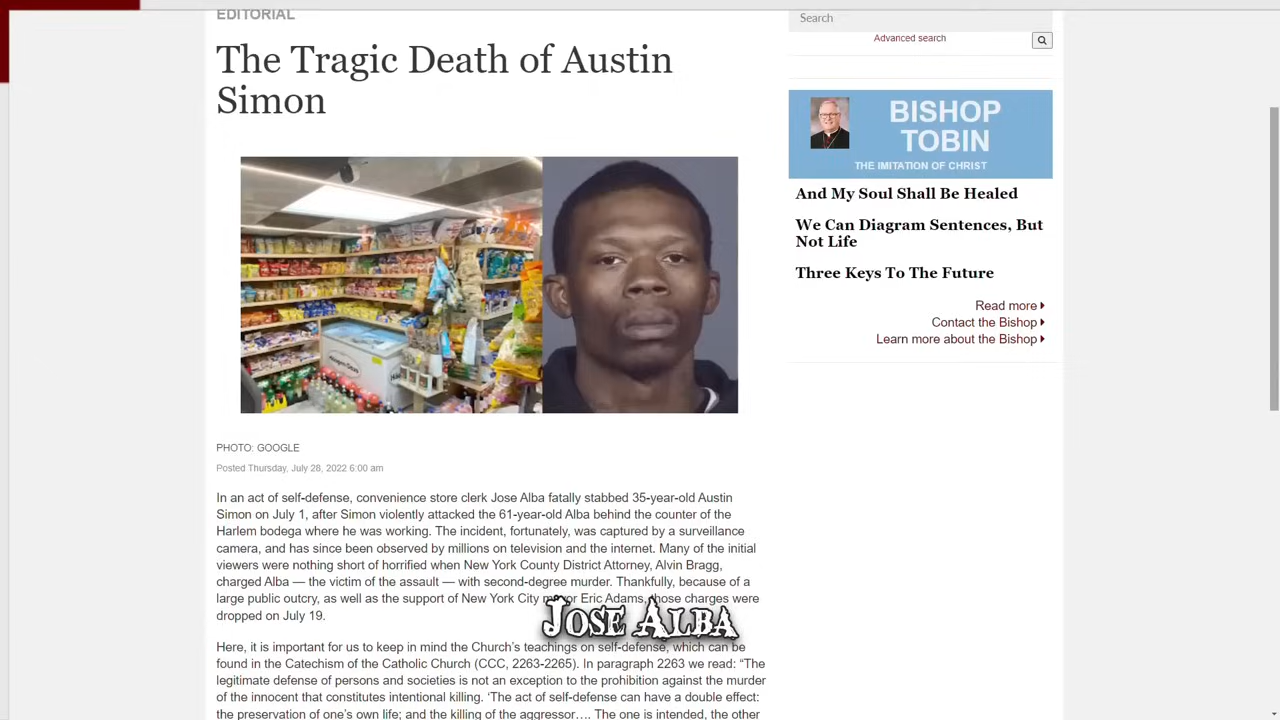 EDITORIAL
The Tragic Death of Austin
Simon
PHOTO: GOOGLE
Posted Thursday, July 28, 2022 6:00 am
In an act of self-defense, convenience store clerk Jose Alba fatally stabbed 35-year-old Austin
Simon on July 1, after Simon violently attacked the 61-year-old Alba behind the counter of the
Harlem bodega where he was working. The incident, fortunately, was captured by a surveillance
camera, and has since been observed by millions on television and the internet. Many of the initial
viewers were nothing short of horrified when New York County District Attorney, Alvin Bragg,
charged Alba — the victim of the assault — with second-degree murder. Thankfully, because of a
large public outcry, as well as the support of New York City mayor Eric Adams, those charges were
dropped on July 19.
JOSE ALBA
Here, it is important for us to keep in mind the Church's teachings on self-defense, which can be
found in the Catechism of the Catholic Church (CCC, 2263-2265). In paragraph 2263 we read: “The
legitimate defense of persons and societies is not an exception to the prohibition against the murder
of the innocent that constitutes intentional killing. ‘The act of self-defense can have a double effect:
the preservation of one's own life; and the killing of the aggressor…. The one is intended, the other
Search
Advanced search
BISHOP
TOBIN
THE IMITATION OF CHRIST
And My Soul Shall Be Healed
We Can Diagram Sentences, But
Not Life
Three Keys To The Future
Read more
Contact the Bishop
Learn more about the Bishop